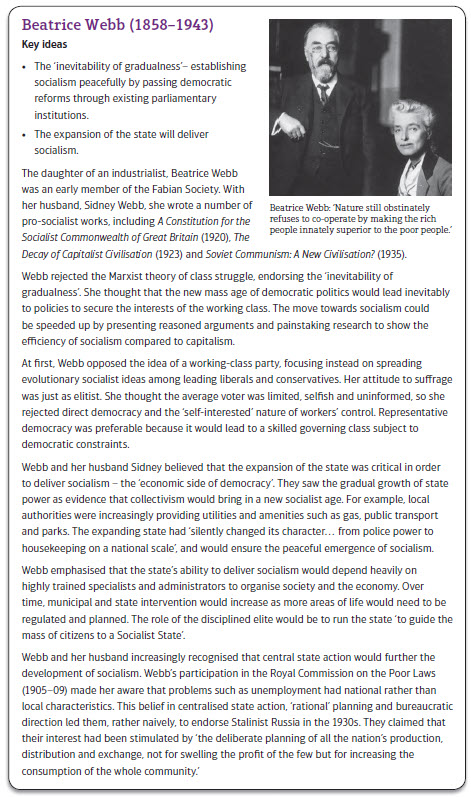 Beatrice Webb (1858–1943)
Key ideas
• The ‘inevitability of gradualness’– establishing
socialism peacefully by passing democratic
reforms through existing parliamentary
institutions.
• The expansion of the state will deliver
socialism.
The daughter of an industrialist, Beatrice Webb
was an early member of the Fabian Society. With
her husband, Sidney Webb, she wrote a number of
pro-socialist works, including A Constitution for the
Socialist Commonwealth of Great Britain (1920), The
Decay of Capitalist Civilisation (1923) and Soviet Communism: A New Civilisation? (1935).
Beatrice Webb: ‘Nature still obstinately
refuses to co-operate by making the rich
people innately superior to the poor people.’
Webb rejected the Marxist theory of class struggle, endorsing the ‘inevitability of
gradualness’. She thought that the new mass age of democratic politics would lead inevitably
to policies to secure the interests of the working class. The move towards socialism could
be speeded up by presenting reasoned arguments and painstaking research to show the
efficiency of socialism compared to capitalism.
At first, Webb opposed the idea of a working-class party, focusing instead on spreading
evolutionary socialist ideas among leading liberals and conservatives. Her attitude to suffrage
was just as elitist. She thought the average voter was limited, selfish and uninformed, so she
rejected direct democracy and the ‘self-interested’ nature of workers’ control. Representative
democracy was preferable because it would lead to a skilled governing class subject to
democratic constraints.
Webb and her husband Sidney believed that the expansion of the state was critical in order
to deliver socialism – the ‘economic side of democracy’. They saw the gradual growth of state
power as evidence that collectivism would bring in a new socialist age. For example, local
authorities were increasingly providing utilities and amenities such as gas, public transport
and parks. The expanding state had ‘silently changed its character… from police power to
housekeeping on a national scale’, and would ensure the peaceful emergence of socialism.
Webb emphasised that the state’s ability to deliver socialism would depend heavily on
highly trained specialists and administrators to organise society and the economy. Over
time, municipal and state intervention would increase as more areas of life would need to be
regulated and planned. The role of the disciplined elite would be to run the state ‘to guide the
mass of citizens to a Socialist State’.
Webb and her husband increasingly recognised that central state action would further the
development of socialism. Webb’s participation in the Royal Commission on the Poor Laws
(1905–09) made her aware that problems such as unemployment had national rather than
local characteristics. This belief in centralised state action, ‘rational’ planning and bureaucratic
direction led them, rather naively, to endorse Stalinist Russia in the 1930s. They claimed that
their interest had been stimulated by ‘the deliberate planning of all the nation’s production,
distribution and exchange, not for swelling the profit of the few but for increasing the
consumption of the whole community.’